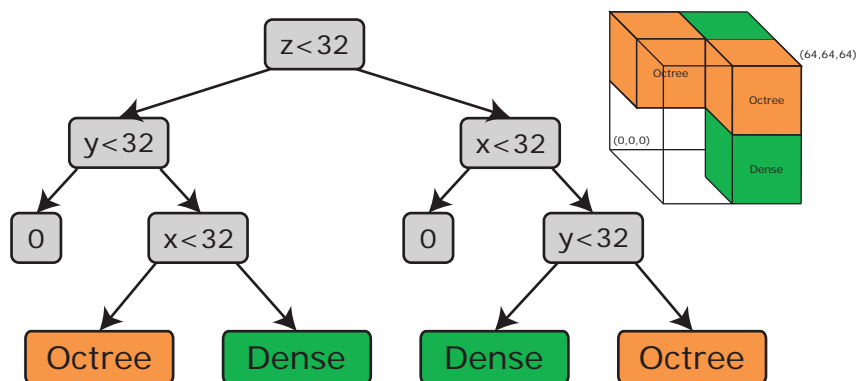 z<32
(64,64,64)
Octree
Octree
y<32
x<32
(0,0,0)
Dense
0
x<32
0
y<32
Octree
Dense
Dense
Octree